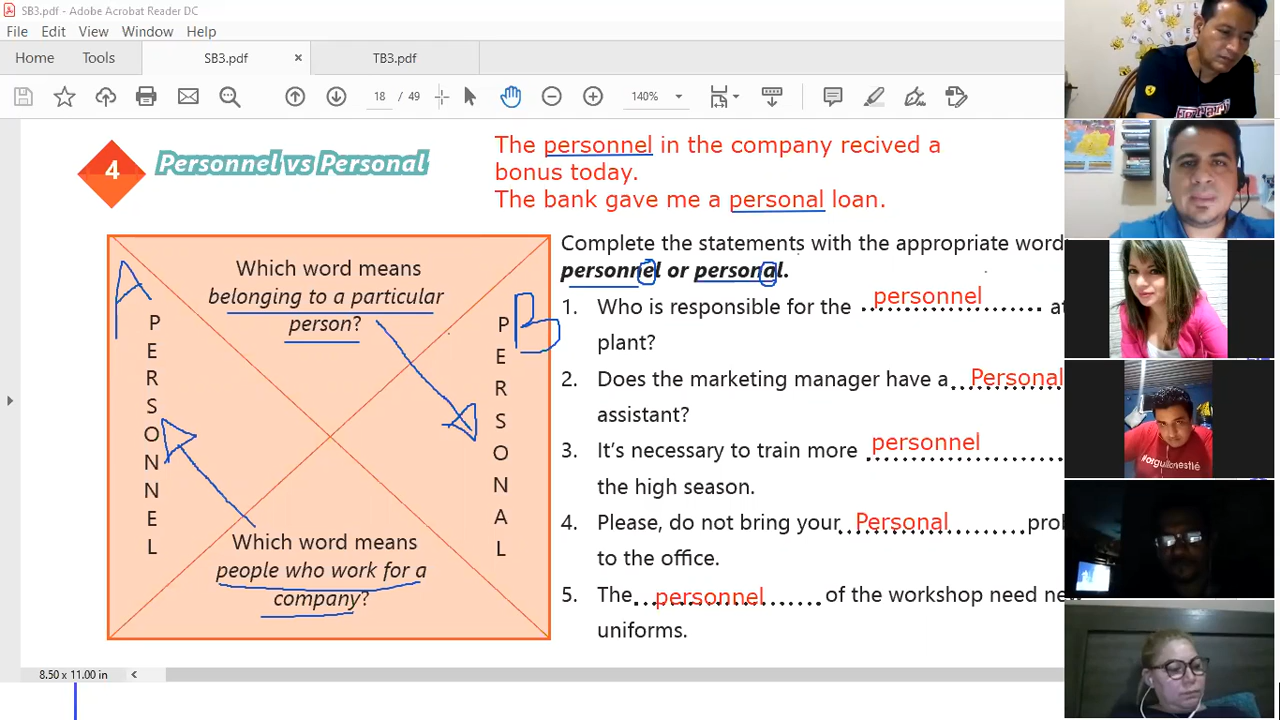 SB3.pdf - Adobe Acrobat Reader DC
File Edit View Window Help
Home Tools SB3.pdf × TB3.pdf
18 / 49 140%
4 Personnel vs Personal
The personnel in the company recived a
bonus today.
The bank gave me a personal loan.
A
PERSONNEL
Which word means
belonging to a particular
person?
B
PERSONAL
Which word means
people who work for a
company?
Complete the statements with the appropriate word
personnel or personal.
1. Who is responsible for the personnel at
plant?
2. Does the marketing manager have a Personal
assistant?
3. It's necessary to train more personnel
the high season.
4. Please, do not bring your Personal prob
to the office.
5. The personnel of the workshop need new
uniforms.
8.50 x 11.00 in
Ferrari
#orgullonestlé